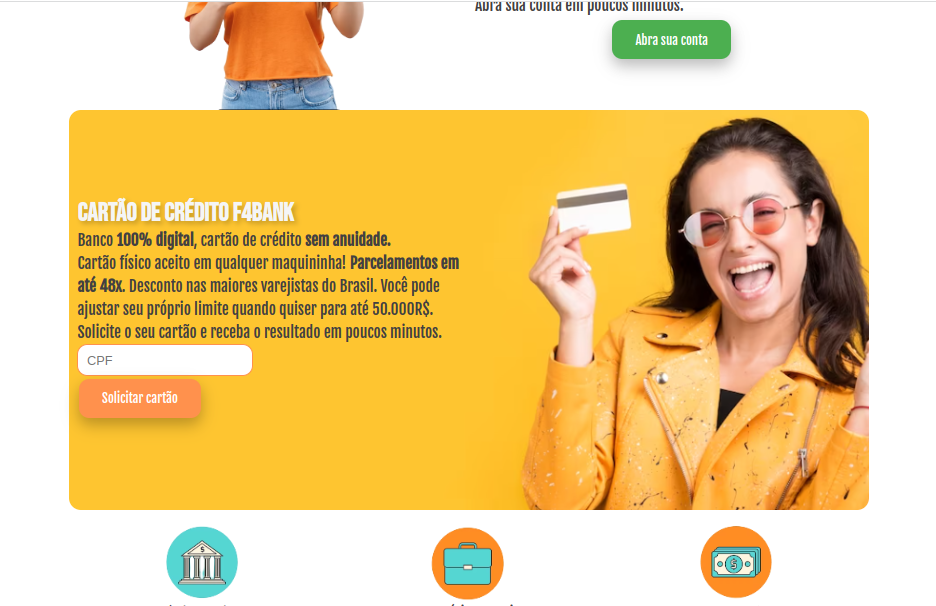 Abra sua conta em poucos minutos.
Abra sua conta
CARTÃO DE CRÉDITO F4BANK
Banco 100% digital, cartão de crédito sem anuidade.
Cartão físico aceito em qualquer maquininha! Parcelamentos em
até 48x. Desconto nas maiores varejistas do Brasil. Você pode
ajustar seu próprio limite quando quiser para até 50.000R$.
Solicite o seu cartão e receba o resultado em poucos minutos.
CPF
Solicitar cartão
$
$